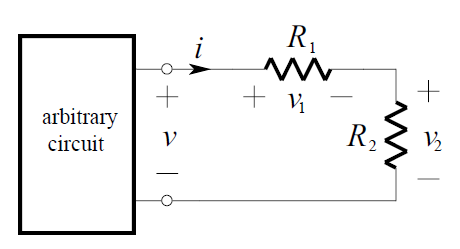 i
R1
+ v1 −
arbitrary
circuit
+
v
−
R2
+
v2
−